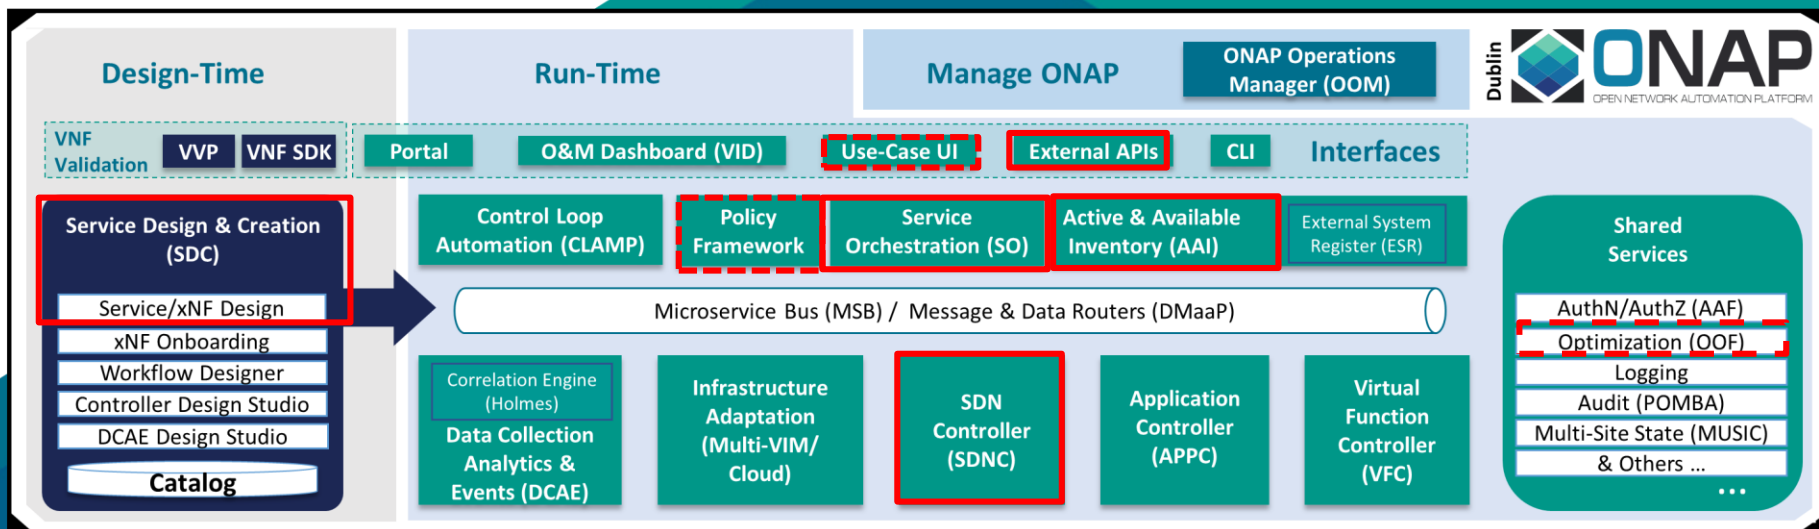 Design-Time
Run-Time
Manage ONAP
ONAP Operations
Manager (OOM)
Dublin
ONAP
OPEN NETWORK AUTOMATION PLATFORM
VNF
Validation
VVP
VNF SDK
Portal
O&M Dashboard (VID)
Use-Case UI
External APIs
CLI
Interfaces
Service Design & Creation
(SDC)
Service/xNF Design
xNF Onboarding
Workflow Designer
Controller Design Studio
DCAE Design Studio
Catalog
Control Loop
Automation (CLAMP)
Policy
Framework
Service
Orchestration (SO)
Active & Available
Inventory (AAI)
External System
Register (ESR)
Microservice Bus (MSB) / Message & Data Routers (DMaaP)
Correlation Engine
(Holmes)
Data Collection
Analytics &
Events (DCAE)
Infrastructure
Adaptation
(Multi-VIM/
Cloud)
SDN
Controller
(SDNC)
Application
Controller
(APPC)
Virtual
Function
Controller
(VFC)
Shared
Services
AuthN/AuthZ (AAF)
Optimization (OOF)
Logging
Audit (POMBA)
Multi-Site State (MUSIC)
& Others ...
...